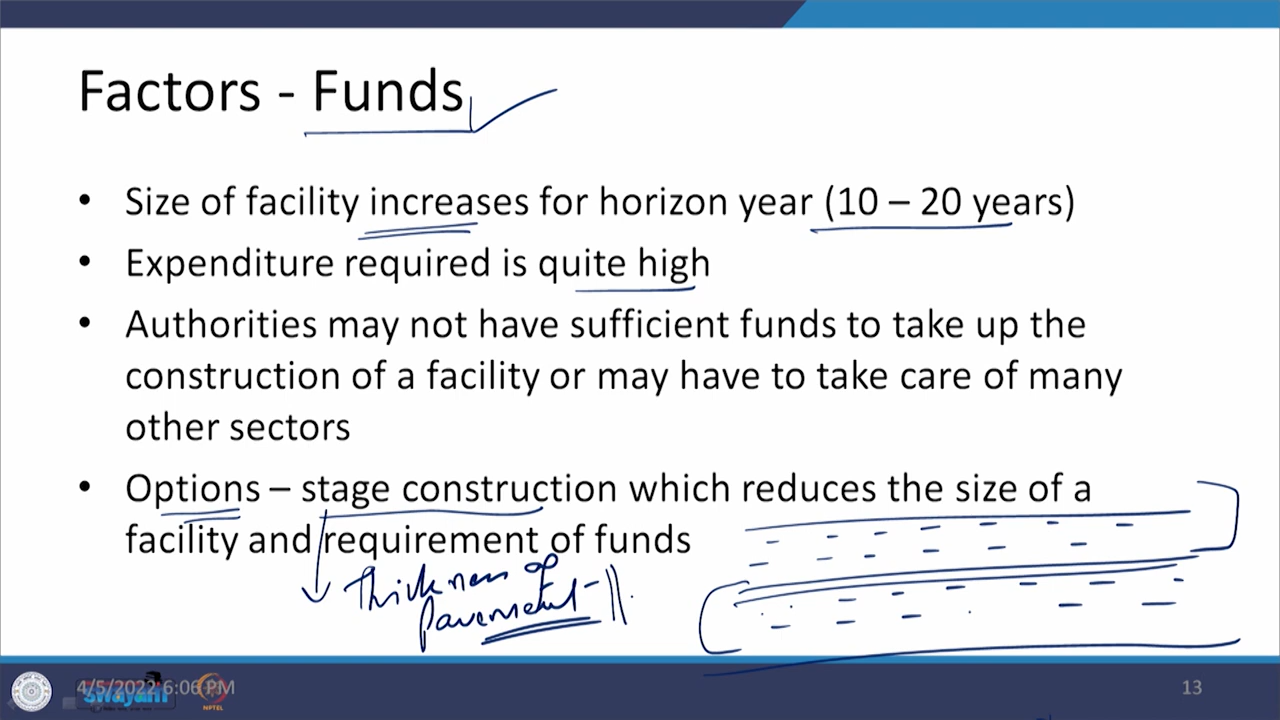 Factors - Funds
• Size of facility increases for horizon year (10 – 20 years)
• Expenditure required is quite high
• Authorities may not have sufficient funds to take up the
construction of a facility or may have to take care of many
other sectors
• Options – stage construction which reduces the size of a
facility and requirement of funds
Thickness of
pavement
4/5/2022 6:06 PM
swayam
NPTEL
13